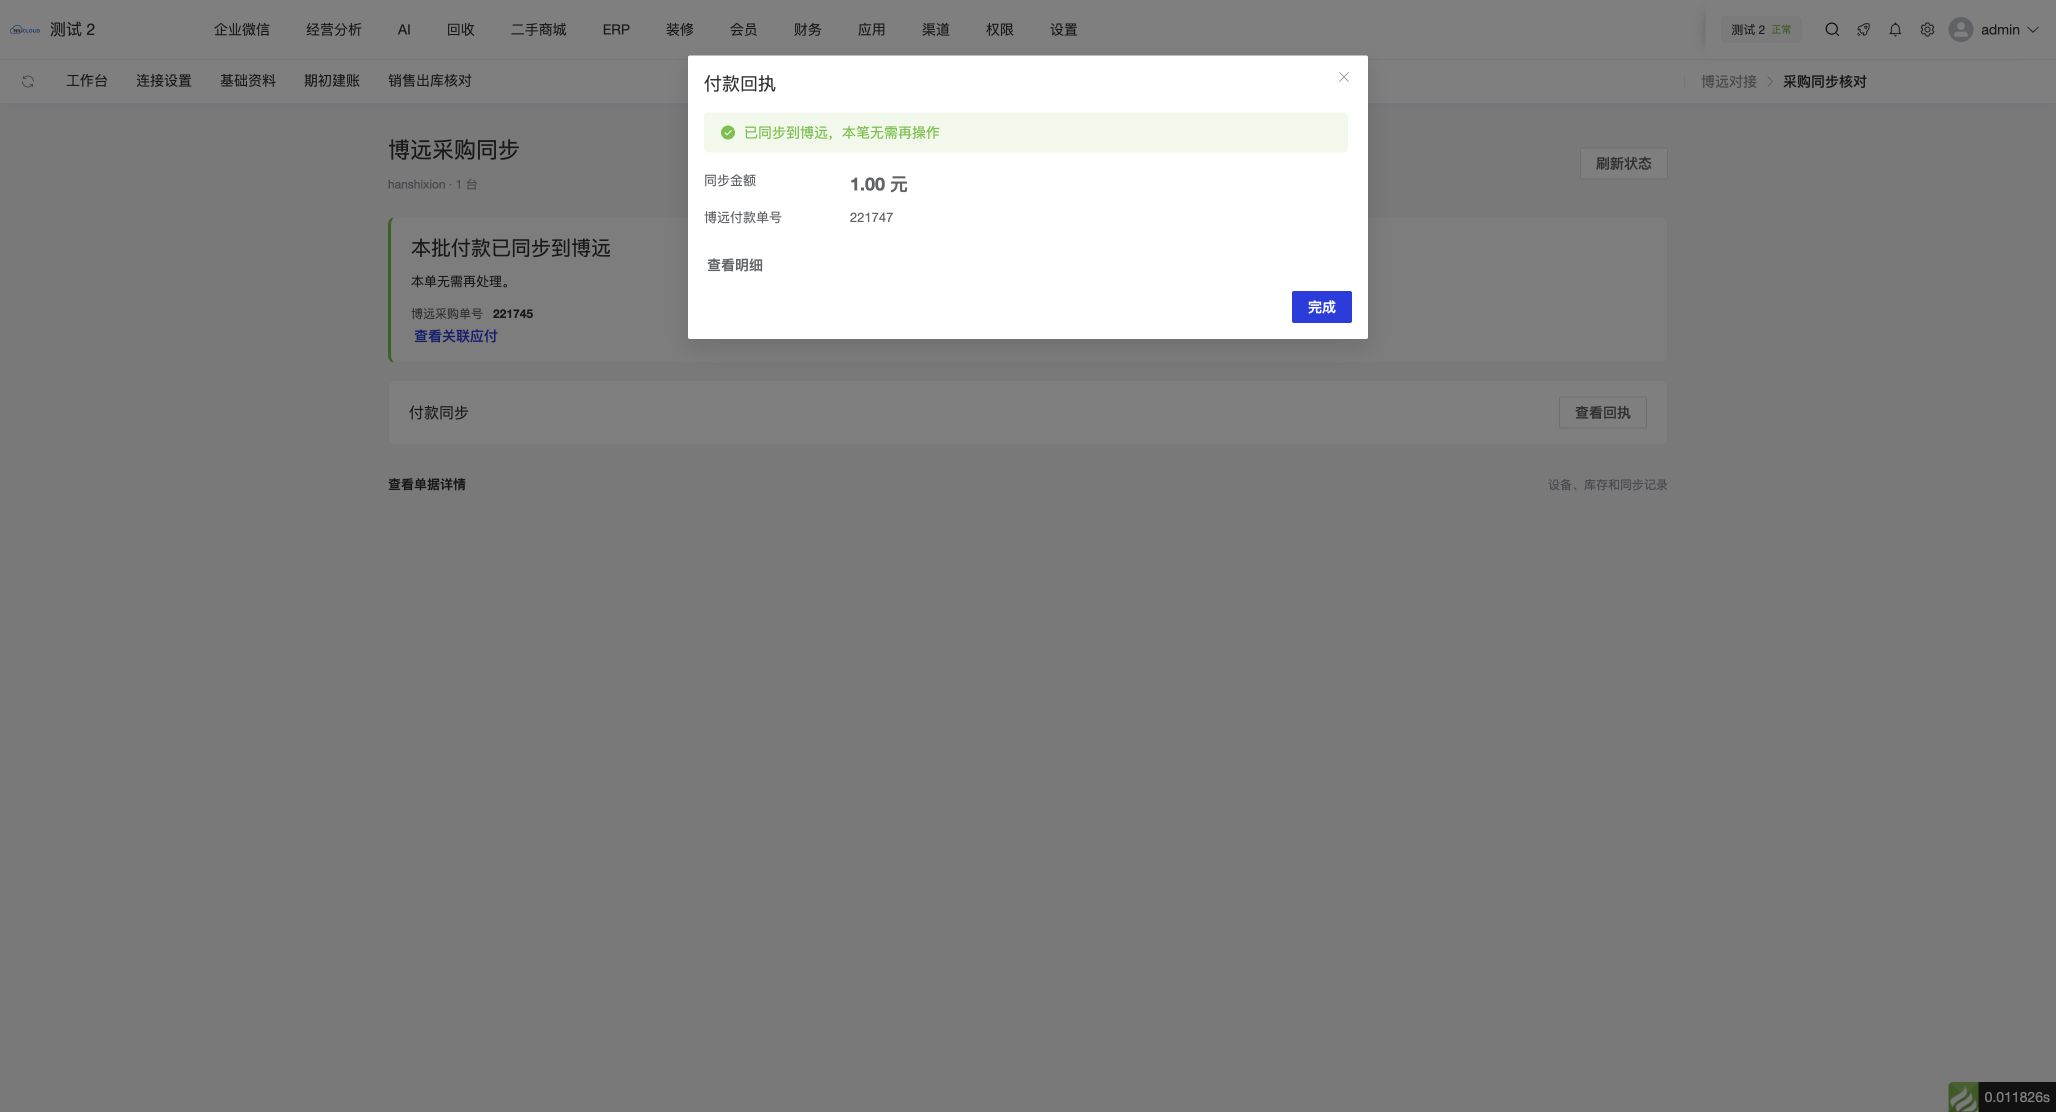 测试 2
企业微信 经营分析 AI 回收 二手商城 ERP 装修 会员 财务 应用 渠道 权限 设置
测试 2 正常
admin
工作台 连接设置 基础资料 期初建账 销售出库核对
博远对接 > 采购同步核对
付款回执
已同步到博远，本笔无需再操作
同步金额 1.00 元
博远付款单号 221747
查看明细
完成
博远采购同步
hanshixion · 1 台
刷新状态
本批付款已同步到博远
本单无需再处理。
博远采购单号 221745
查看关联应付
付款同步
查看回执
查看单据详情
设备、库存和同步记录
0.011826s